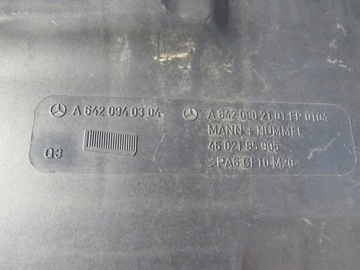 A 642 094 03 04
Q3
A 642 090 21 01 FP 0104
MANN + HUMMEL
46 021 85 905
>PA6 GF10 M20<